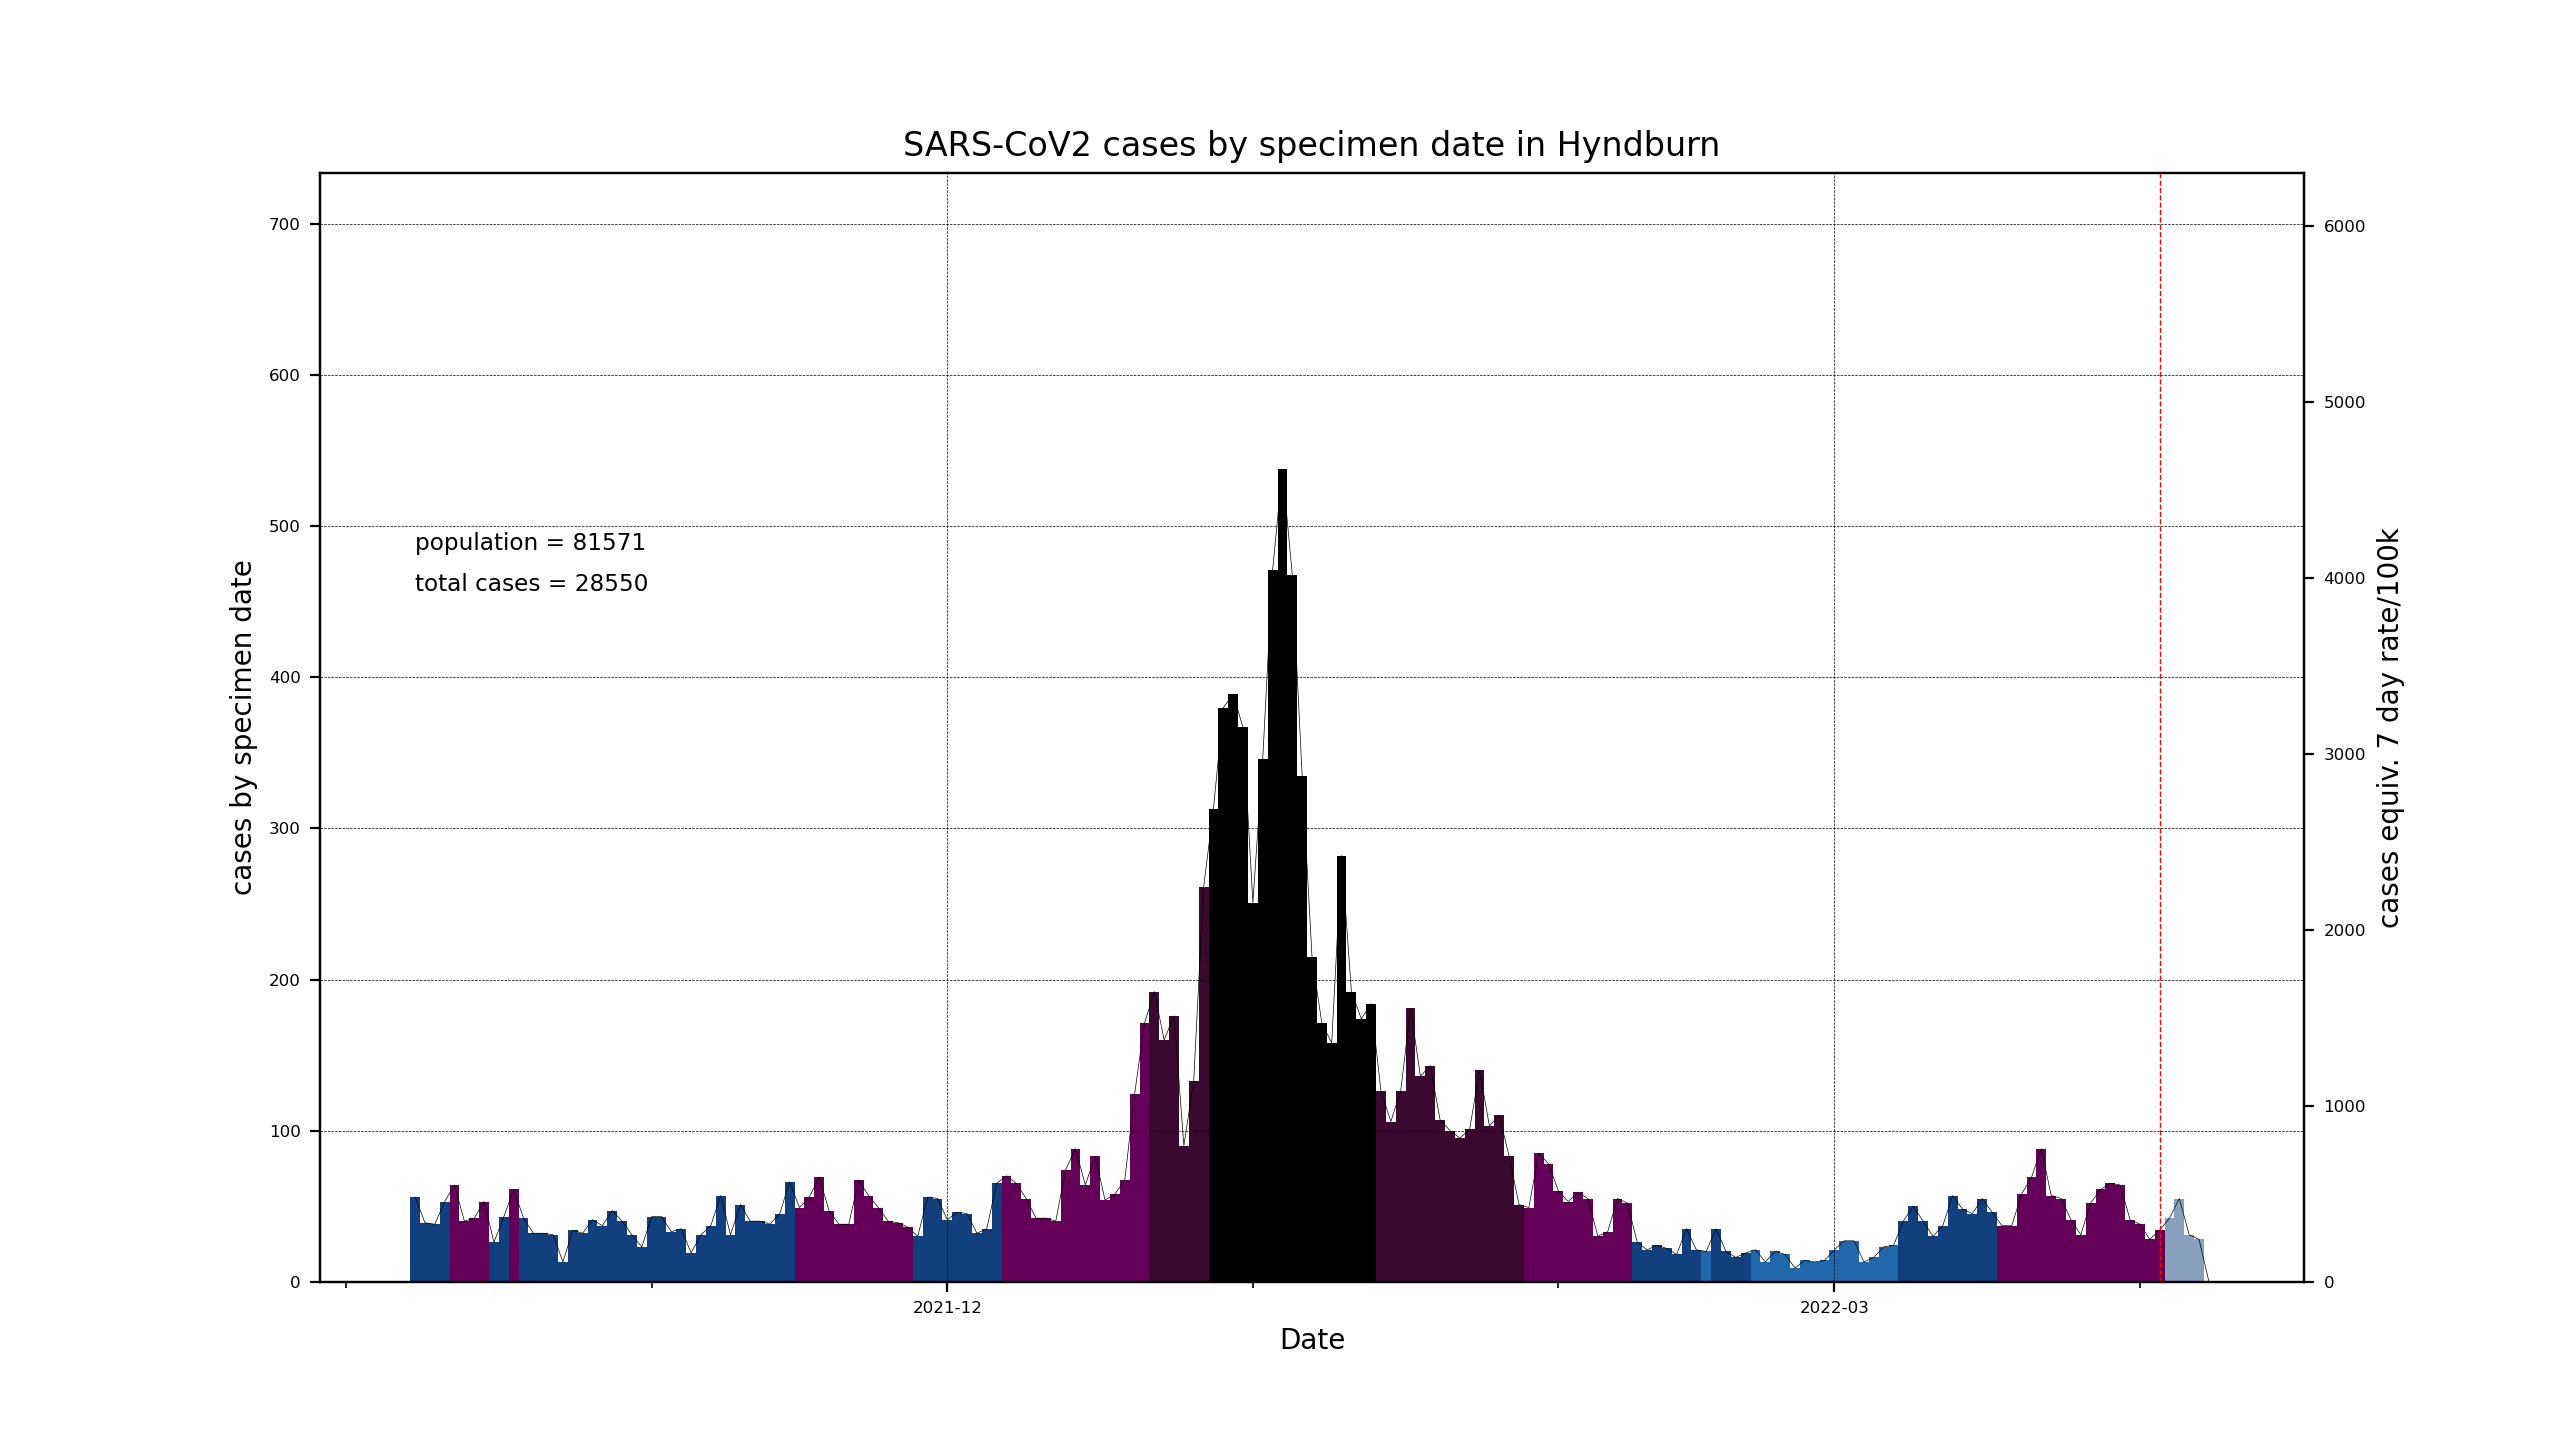 SARS-CoV2 cases by specimen date in Hyndburn
cases by specimen date
700
600
500
400
300
200
100
0
population = 81571
total cases = 28550
6000
5000
4000
3000
2000
1000
0
cases equiv. 7 day rate/100k
2021-12
2022-03
Date